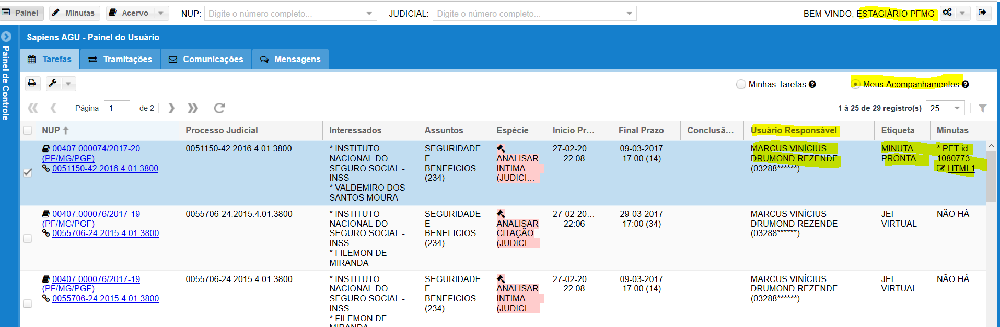 Painel Minutas Acervo NUP: Digite o número completo... JUDICIAL: Digite o número completo... BEM-VINDO, ESTAGIÁRIO PFMG
Painel de Controle
Sapiens AGU - Painel do Usuário
Tarefas Tramitações Comunicações Mensagens
Minhas Tarefas Meus Acompanhamentos
Página 1 de 2 1 à 25 de 29 registro(s) 25
NUP Processo Judicial Interessados Assuntos Espécie Início Pr... Final Prazo Conclusã... Usuário Responsável Etiqueta Minutas
00407.000074/2017-20 0051150-42.2016.4.01.3800 * INSTITUTO SEGURIDADE 27-02-20... 09-03-2017 MARCUS VINÍCIUS MINUTA * PET id
(PF/MG/PGF) NACIONAL DO E ANALISAR 22:08 17:00 (14) DRUMOND REZENDE PRONTA 1080773:
0051150-42.2016.4.01.3800 SEGURO SOCIAL - BENEFICIOS INTIMA... (03288******) HTML1
INSS (234) (JUDICI...
* VALDEMIRO DOS
SANTOS MOURA
00407.000076/2017-19 0055706-24.2015.4.01.3800 * INSTITUTO SEGURIDADE 27-02-20... 29-03-2017 MARCUS VINÍCIUS JEF NÃO HÁ
(PF/MG/PGF) NACIONAL DO E ANALISAR 22:06 17:00 (34) DRUMOND REZENDE VIRTUAL
0055706-24.2015.4.01.3800 SEGURO SOCIAL - BENEFICIOS CITAÇÃO (03288******)
INSS (234) (JUDICI...
* FILEMON DE
MIRANDA
00407.000076/2017-19 0055706-24.2015.4.01.3800 * INSTITUTO SEGURIDADE 27-02-20... 09-03-2017 MARCUS VINÍCIUS JEF NÃO HÁ
(PF/MG/PGF) NACIONAL DO E ANALISAR 22:08 17:00 (14) DRUMOND REZENDE VIRTUAL
0055706-24.2015.4.01.3800 SEGURO SOCIAL - BENEFICIOS INTIMA... (03288******)
INSS (234) (JUDICI...
* FILEMON DE
MIRANDA